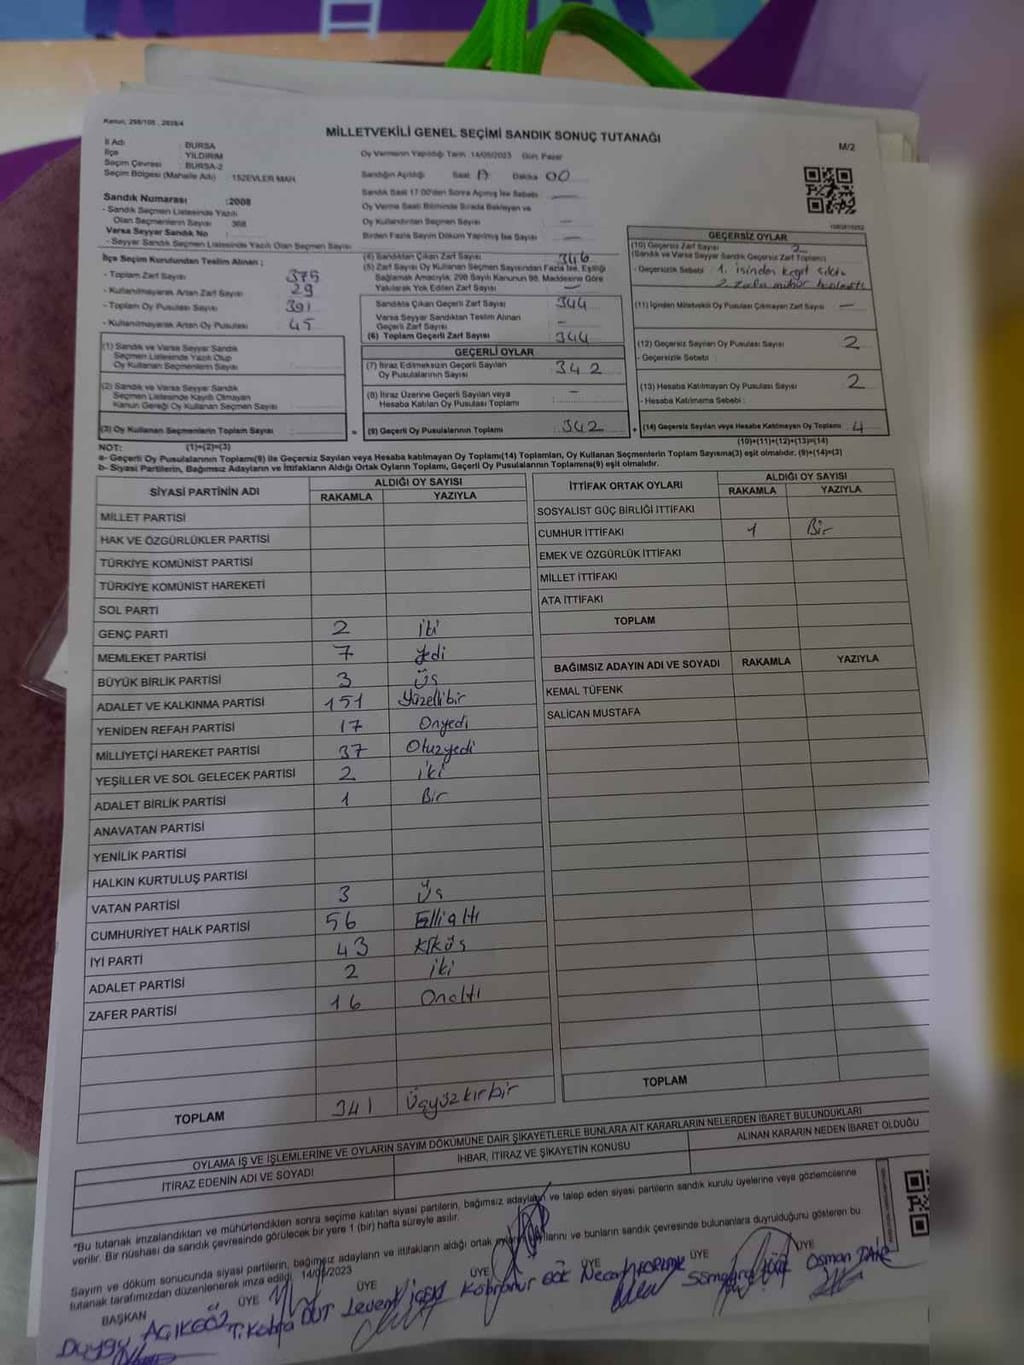 Kanun, 298/105 , 2839/4
MİLLETVEKİLİ GENEL SEÇİMİ SANDIK SONUÇ TUTANAĞI
M/2
İl Adı : BURSA
İlçe : YILDIRIM
Seçim Çevresi : BURSA-2
Seçim Bölgesi (Mahalle Adı) : 152EVLER MAH.
Oy Vermenin Yapıldığı Tarih : 14/05/2023 Gün: Pazar
Sandığın Açıldığı Saat 17 Dakika 00
Sandık Saat 17:00'den Sonra Açılmış İse Sebebi :
Oy Verme Saati Bitiminde Sırada Bekleyen ve
Oy Kullandırılan Seçmen Sayısı —
Birden Fazla Sayım Döküm Yapılmış İse Sayısı —
Sandık Numarası :2008
- Sandık Seçmen Listesinde Yazılı
Olan Seçmenlerin Sayısı : 368
Varsa Seyyar Sandık No
- Seyyar Sandık Seçmen Listesinde Yazılı Olan Seçmen Sayısı :
İlçe Seçim Kurulundan Teslim Alınan ;
- Toplam Zarf Sayısı 375
- Kullanılmayarak Artan Zarf Sayısı 29
- Toplam Oy Pusulası Sayısı 391
- Kullanılmayarak Artan Oy Pusulası 45
(1) Sandık ve Varsa Seyyar Sandık
Seçmen Listesinde Yazılı Olup
Oy Kullanan Seçmenlerin Sayısı :
(2) Sandık ve Varsa Seyyar Sandık
Seçmen Listesinde Kayıtlı Olmayan
Kanun Gereği Oy Kullanan Seçmen Sayısı :
(3) Oy Kullanan Seçmenlerin Toplam Sayısı :
(4) Sandıktan Çıkan Zarf Sayısı 346
(5) Zarf Sayısı Oy Kullanan Seçmen Sayısından Fazla İse, Eşitliği
Sağlamak Amacıyla, 298 Sayılı Kanunun 98. Maddesine Göre
Yakılarak Yok Edilen Zarf Sayısı —
Sandıkta Çıkan Geçerli Zarf Sayısı 344
Varsa Seyyar Sandıktan Teslim Alınan
Geçerli Zarf Sayısı —
(6) Toplam Geçerli Zarf Sayısı 344
GEÇERLİ OYLAR
(7) İtiraz Edilmeksizin Geçerli Sayılan
Oy Pusulalarının Sayısı 342
(8) İtiraz Üzerine Geçerli Sayılan veya
Hesaba Katılan Oy Pusulası Toplamı —
= (9) Geçerli Oy Pusulalarının Toplamı 342
GEÇERSİZ OYLAR
(10) Geçersiz Zarf Sayısı 2
(Sandık ve Varsa Seyyar Sandık Geçersiz Zarf Toplamı)
- Geçersizlik Sebebi : 1. isinden
2. zarfa mühür
(11) İçinden Milletvekili Oy Pusulası Çıkmayan Zarf Sayısı —
(12) Geçersiz Sayılan Oy Pusulası Sayısı 2
- Geçersizlik Sebebi :
(13) Hesaba Katılmayan Oy Pusulası Sayısı 2
- Hesaba Katılmama Sebebi :
+ (14) Geçersiz Sayılan veya Hesaba Katılmayan Oy Toplamı 4
(10)+(11)+(12)+(13)=(14)
NOT: (1)+(2)=(3)
a- Geçerli Oy Pusulalarının Toplamı(9) ile Geçersiz Sayılan veya Hesaba Katılmayan Oy Toplamı(14) Toplamları, Oy Kullanan Seçmenlerin Toplam Sayısına(3) eşit olmalıdır. (9)+(14)=(3)
b- Siyasi Partilerin, Bağımsız Adayların ve İttifakların Aldığı Ortak Oyların Toplamı, Geçerli Oy Pusulalarının Toplamına(9) eşit olmalıdır.
SİYASİ PARTİNİN ADI ALDIĞI OY SAYISI
RAKAMLA YAZIYLA
MİLLET PARTİSİ
HAK VE ÖZGÜRLÜKLER PARTİSİ
TÜRKİYE KOMÜNİST PARTİSİ
TÜRKİYE KOMÜNİST HAREKETİ
SOL PARTİ
GENÇ PARTİ 2 iki
MEMLEKET PARTİSİ 7 Yedi
BÜYÜK BİRLİK PARTİSİ 3 Üç
ADALET VE KALKINMA PARTİSİ 151 Yüzellibir
YENİDEN REFAH PARTİSİ 17 Onyedi
MİLLİYETÇİ HAREKET PARTİSİ 37 Otuzyedi
YEŞİLLER VE SOL GELECEK PARTİSİ 2 iki
ADALET BİRLİK PARTİSİ 1 Bir
ANAVATAN PARTİSİ
YENİLİK PARTİSİ
HALKIN KURTULUŞ PARTİSİ
VATAN PARTİSİ 3 Üç
CUMHURİYET HALK PARTİSİ 56 Ellialtı
İYİ PARTİ 43
ADALET PARTİSİ 2 iki
ZAFER PARTİSİ 16 Onaltı
TOPLAM 341 Üçyüzkırbir
İTTİFAK ORTAK OYLARI ALDIĞI OY SAYISI
RAKAMLA YAZIYLA
SOSYALİST GÜÇ BİRLİĞİ İTTİFAKI
CUMHUR İTTİFAKI 1 Bir
EMEK VE ÖZGÜRLÜK İTTİFAKI
MİLLET İTTİFAKI
ATA İTTİFAKI
TOPLAM
BAĞIMSIZ ADAYIN ADI VE SOYADI RAKAMLA YAZIYLA
KEMAL TÜFENK
SALİCAN MUSTAFA
TOPLAM
OYLAMA İŞ VE İŞLEMLERİNE VE OYLARIN SAYIM DÖKÜMÜNE DAİR ŞİKAYETLERLE BUNLARA AİT KARARLARIN NELERDEN İBARET BULUNDUKLARI
İTİRAZ EDENİN ADI VE SOYADI İHBAR, İTİRAZ VE ŞİKAYETİN KONUSU ALINAN KARARIN NEDEN İBARET OLDUĞU
"Bu tutanak imzalandıktan ve mühürlendikten sonra seçime katılan siyasi partilerin, bağımsız adayların ve talep eden siyasi partilerin sandık kurulu üyelerine veya gözlemcilerine
verilir. Bir nüshası da sandık çevresinde görülecek bir yere 1 (bir) hafta süreyle asılır.
Sayım ve döküm sonucunda siyasi partilerin, bağımsız adayların ve ittifakların aldığı ortak oyların sayılarını ve bunların sandık çevresinde bulunanlara duyrulduğunu gösteren bu
tutanak tarafımızdan düzenlenerek imza edildi. 14/05/2023
BAŞKAN ÜYE ÜYE ÜYE ÜYE ÜYE ÜYE
Duygu AÇIKGÖZ DUT Levent GÖK Necati Osman